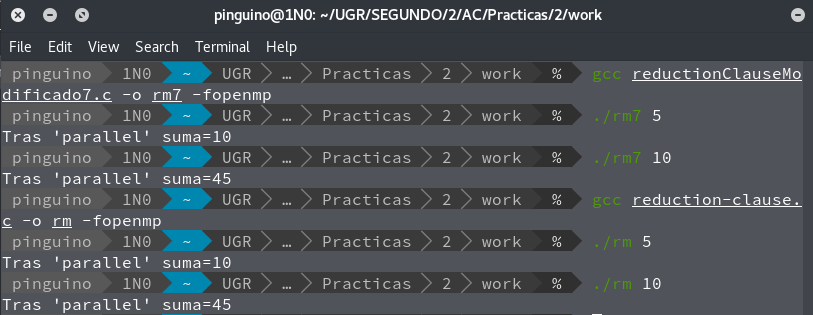 pinguino@1N0: ~/UGR/SEGUNDO/2/AC/Practicas/2/work
File Edit View Search Terminal Help
pinguino 1N0 ~ UGR … Practicas 2 work % gcc reductionClauseMo
dificado7.c -o rm7 -fopenmp
pinguino 1N0 ~ UGR … Practicas 2 work % ./rm7 5
Tras 'parallel' suma=10
pinguino 1N0 ~ UGR … Practicas 2 work % ./rm7 10
Tras 'parallel' suma=45
pinguino 1N0 ~ UGR … Practicas 2 work % gcc reduction-clause.
c -o rm -fopenmp
pinguino 1N0 ~ UGR … Practicas 2 work % ./rm 5
Tras 'parallel' suma=10
pinguino 1N0 ~ UGR … Practicas 2 work % ./rm 10
Tras 'parallel' suma=45